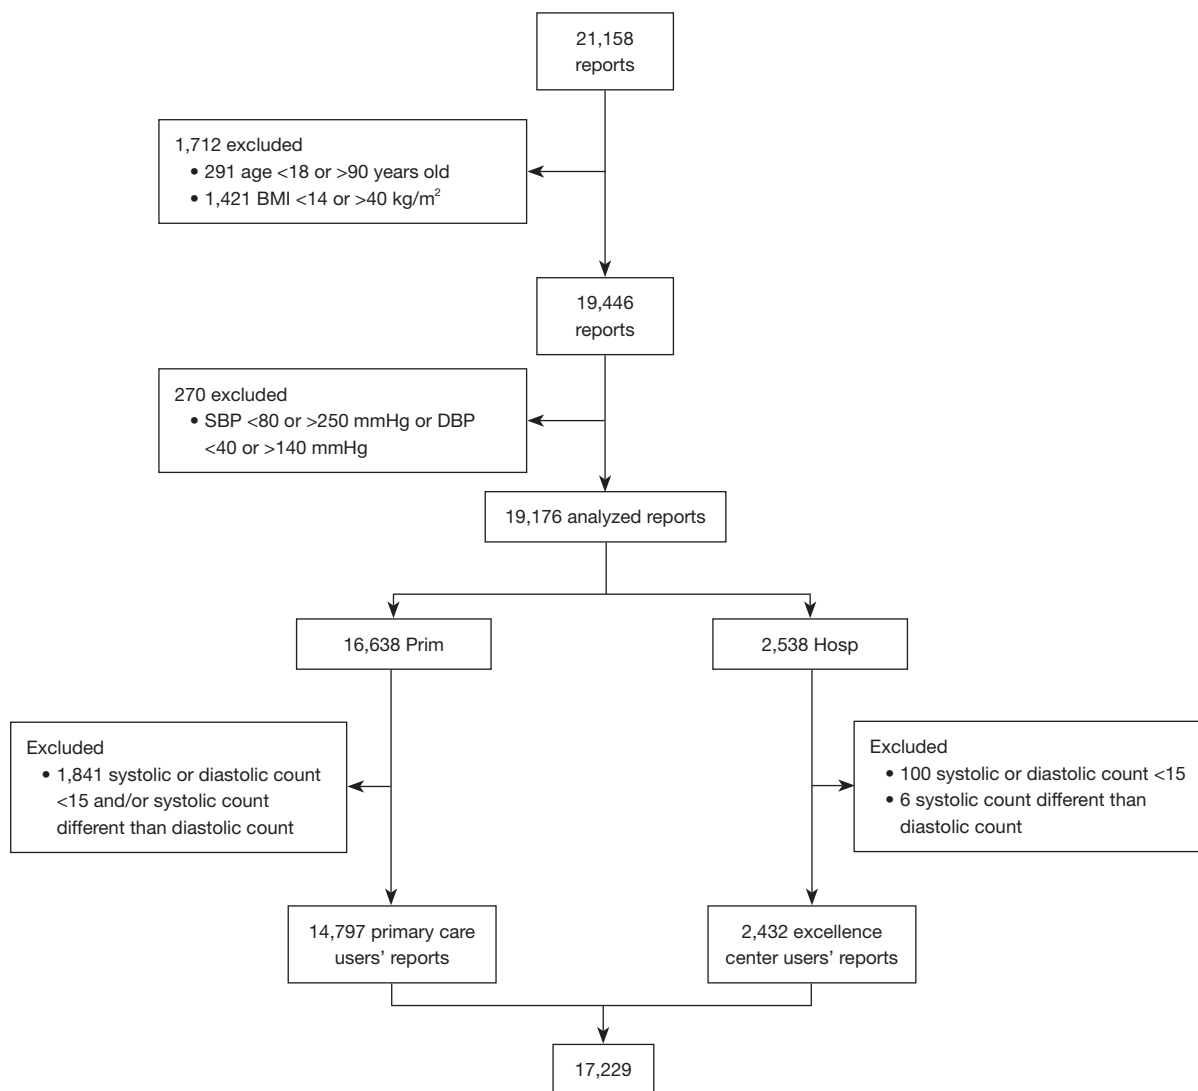 21,158
reports
1,712 excluded
• 291 age <18 or >90 years old
• 1,421 BMI <14 or >40 kg/m²
19,446
reports
270 excluded
• SBP <80 or >250 mmHg or DBP
<40 or >140 mmHg
19,176 analyzed reports
16,638 Prim
2,538 Hosp
Excluded
• 1,841 systolic or diastolic count
<15 and/or systolic count
different than diastolic count
Excluded
• 100 systolic or diastolic count <15
• 6 systolic count different than
diastolic count
14,797 primary care
users’ reports
2,432 excellence
center users’ reports
17,229